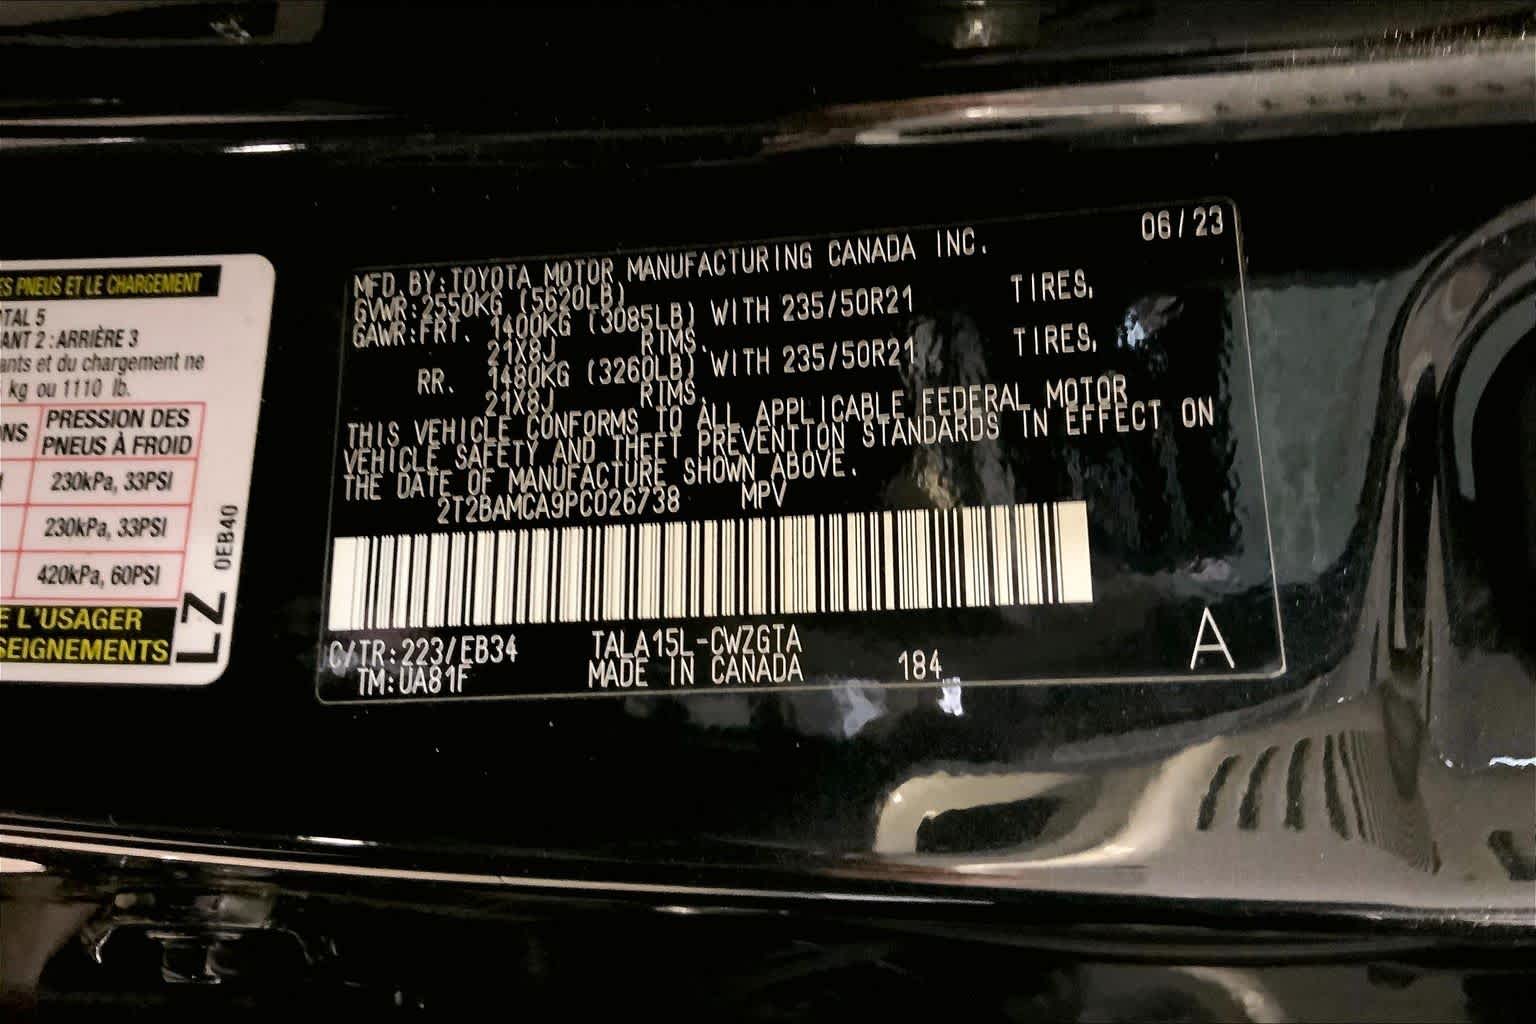 ES PNEUS ET LE CHARGEMENT
TAL 5
ANT 2 : ARRIÈRE 3
ants et du chargement ne
kg ou 1110 lb.
NS PRESSION DES
PNEUS À FROID
230kPa, 33PSI
230kPa, 33PSI
420kPa, 60PSI
E L'USAGER
SEIGNEMENTS
0EB40
LZ
06/23
MFD. BY: TOYOTA MOTOR MANUFACTURING CANADA INC.
GVWR: 2550KG (5620LB)
GAWR: FRT. 1400KG (3085LB) WITH 235/50R21 TIRES,
21X8J RIMS.
RR. 1480KG (3260LB) WITH 235/50R21 TIRES,
21X8J RIMS.
THIS VEHICLE CONFORMS TO ALL APPLICABLE FEDERAL MOTOR
VEHICLE SAFETY AND THEFT PREVENTION STANDARDS IN EFFECT ON
THE DATE OF MANUFACTURE SHOWN ABOVE.
2T2BAMCA9PC026738 MPV
C/TR: 223/EB34 TALA15L-CWZGTA
TM: UA81F MADE IN CANADA 184
A